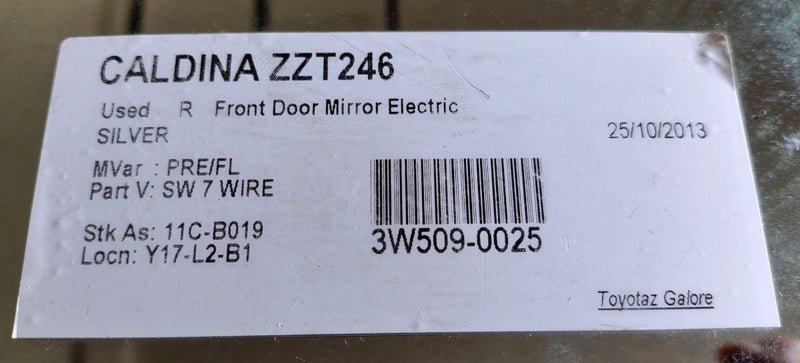 CALDINA ZZT246
Used R Front Door Mirror Electric
SILVER
25/10/2013
MVar : PRE/FL
Part V: SW 7 WIRE
Stk As: 11C-B019
Locn: Y17-L2-B1
3W509-0025
Toyotaz Galore